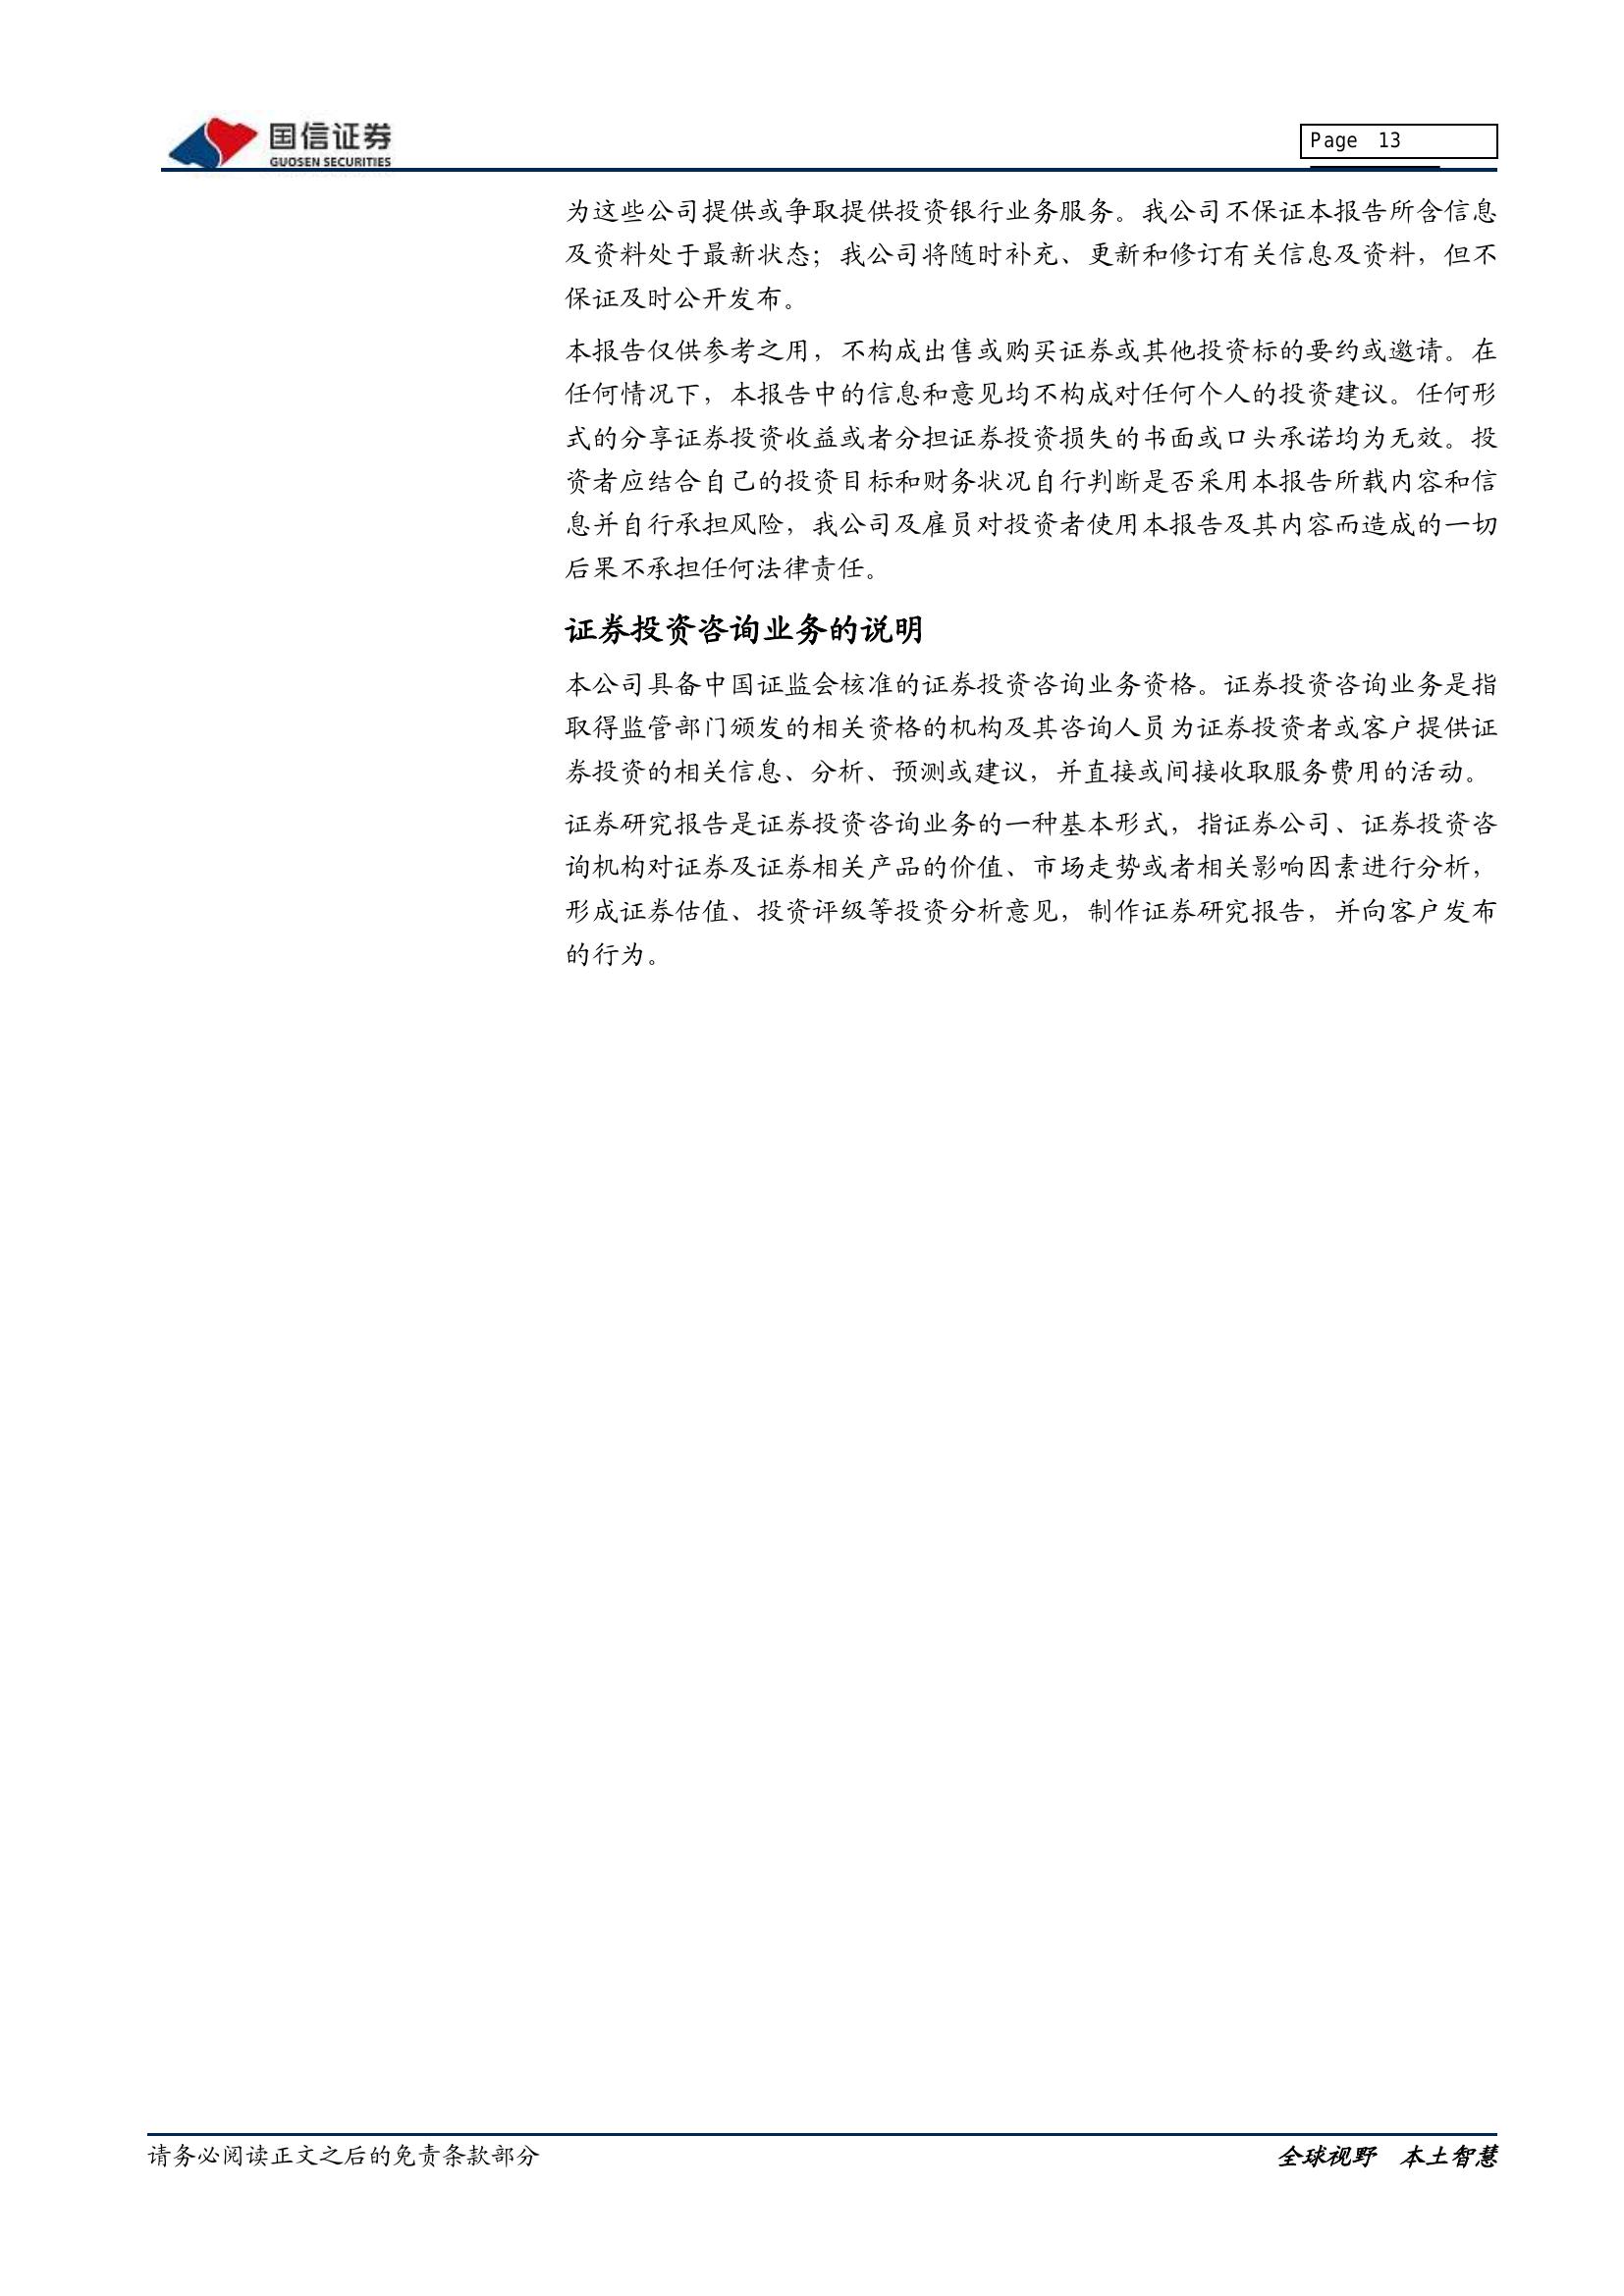 国信证券
GUOSEN SECURITIES
Page 13
为这些公司提供或争取提供投资银行业务服务。我公司不保证本报告所含信息
及资料处于最新状态；我公司将随时补充、更新和修订有关信息及资料，但不
保证及时公开发布。
本报告仅供参考之用，不构成出售或购买证券或其他投资标的要约或邀请。在
任何情况下，本报告中的信息和意见均不构成对任何个人的投资建议。任何形
式的分享证券投资收益或者分担证券投资损失的书面或口头承诺均为无效。投
资者应结合自己的投资目标和财务状况自行判断是否采用本报告所载内容和信
息并自行承担风险，我公司及雇员对投资者使用本报告及其内容而造成的一切
后果不承担任何法律责任。
证券投资咨询业务的说明
本公司具备中国证监会核准的证券投资咨询业务资格。证券投资咨询业务是指
取得监管部门颁发的相关资格的机构及其咨询人员为证券投资者或客户提供证
券投资的相关信息、分析、预测或建议，并直接或间接收取服务费用的活动。
证券研究报告是证券投资咨询业务的一种基本形式，指证券公司、证券投资咨
询机构对证券及证券相关产品的价值、市场走势或者相关影响因素进行分析，
形成证券估值、投资评级等投资分析意见，制作证券研究报告，并向客户发布
的行为。
请务必阅读正文之后的免责条款部分
全球视野 本土智慧